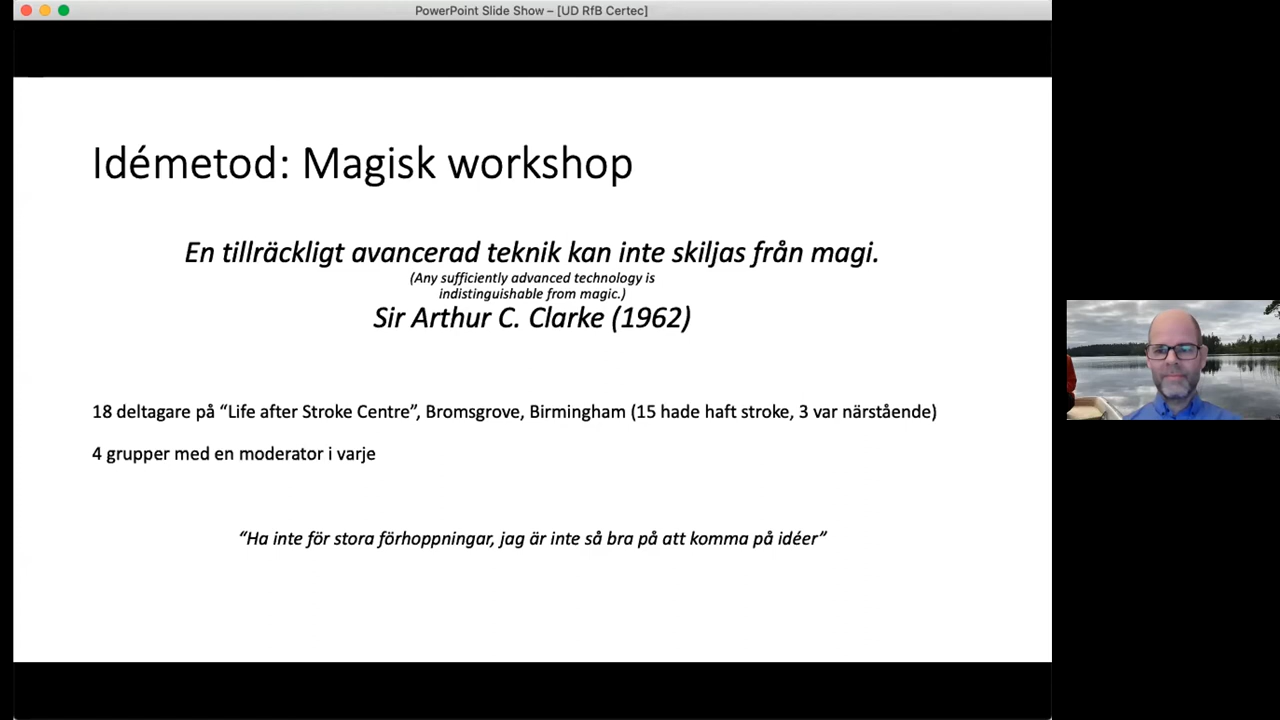 PowerPoint Slide Show – [UD RfB Certec]
Idémetod: Magisk workshop
En tillräckligt avancerad teknik kan inte skiljas från magi.
(Any sufficiently advanced technology is
indistinguishable from magic.)
Sir Arthur C. Clarke (1962)
18 deltagare på “Life after Stroke Centre”, Bromsgrove, Birmingham (15 hade haft stroke, 3 var närstående)
4 grupper med en moderator i varje
“Ha inte för stora förhoppningar, jag är inte så bra på att komma på idéer”